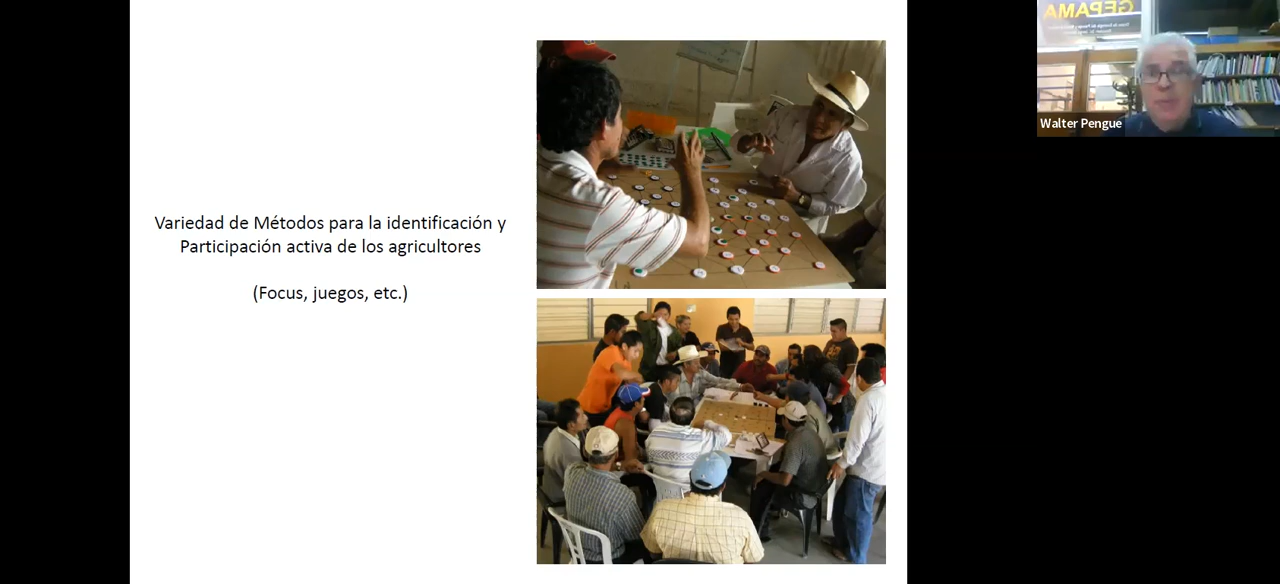 Variedad de Métodos para la identificación y
Participación activa de los agricultores
(Focus, juegos, etc.)
GEPAMA
Walter Pengue